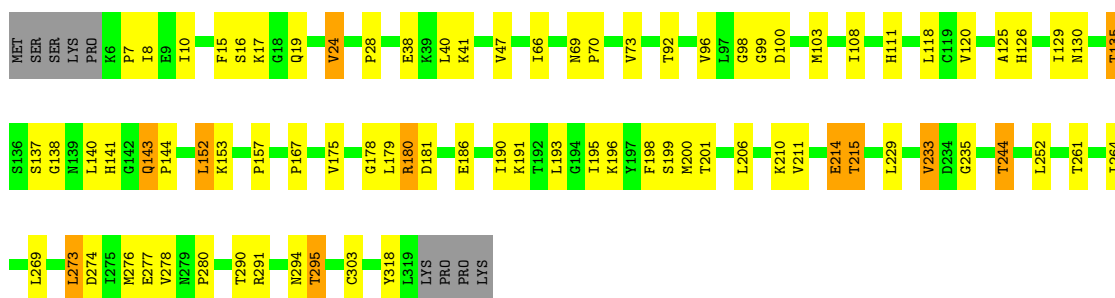 MET SER SER LYS PRO K6 P7 I8 E9 I10 F15 S16 K17 G18 Q19 V24 P28 E38 K39 L40 K41 V47 I66 N69 P70 V73 T92 V96 L97 G98 G99 D100 M103 I108 H111 L118 C119 V120 A125 H126 I129 N130 T135
S136 S137 G138 N139 L140 H141 G142 Q143 P144 L152 K153 P157 P167 V175 G178 L179 R180 D181 E186 I190 K191 T192 L193 G194 I195 K196 Y197 F198 S199 M200 T201 L206 K210 V211 E214 T215 L229 V233 D234 G235 T244 L252 T261
L269 L273 D274 I275 M276 E277 V278 N279 P280 T290 R291 N294 T295 C303 Y318 L319 LYS PRO PRO LYS